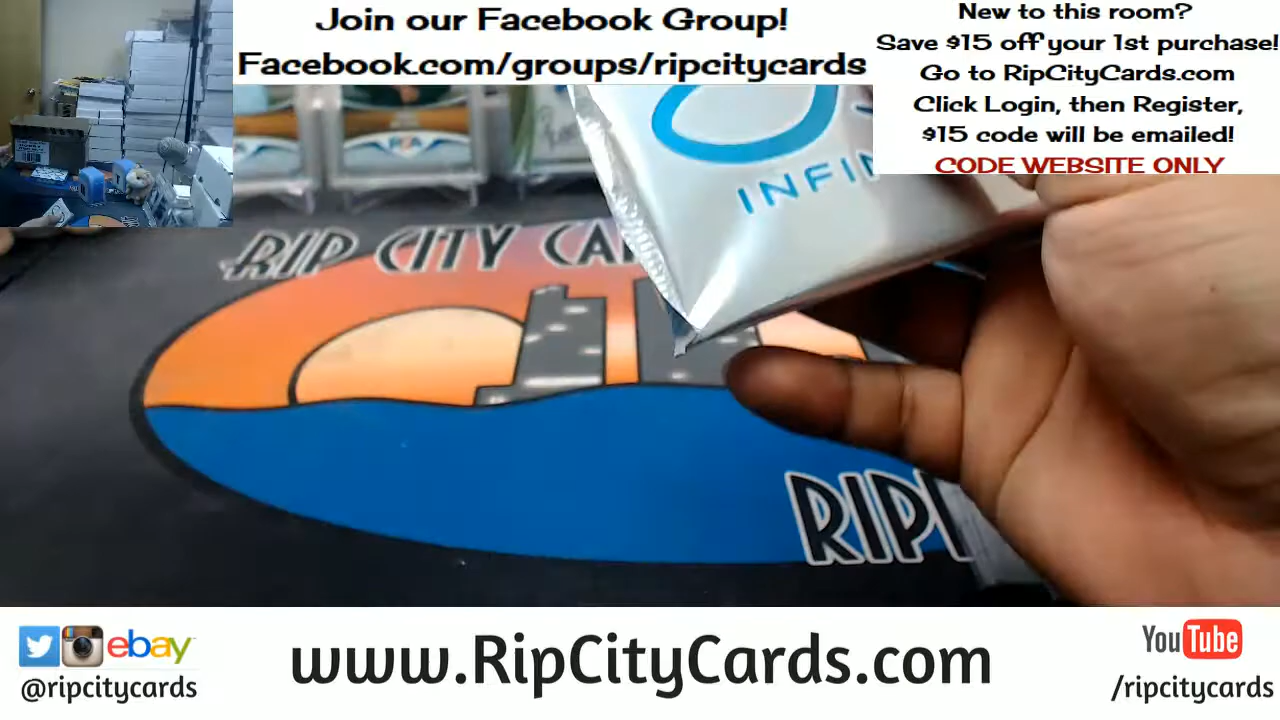 Join our Facebook Group!
Facebook.com/groups/ripcitycards
New to this room?
Save $15 off your 1st purchase!
Go to RipCityCards.com
Click Login, then Register,
$15 code will be emailed!
CODE WEBSITE ONLY
INFIN
RIP CITY CA
RIP
ebay
@ripcitycards
www.RipCityCards.com
YouTube
/ripcitycards